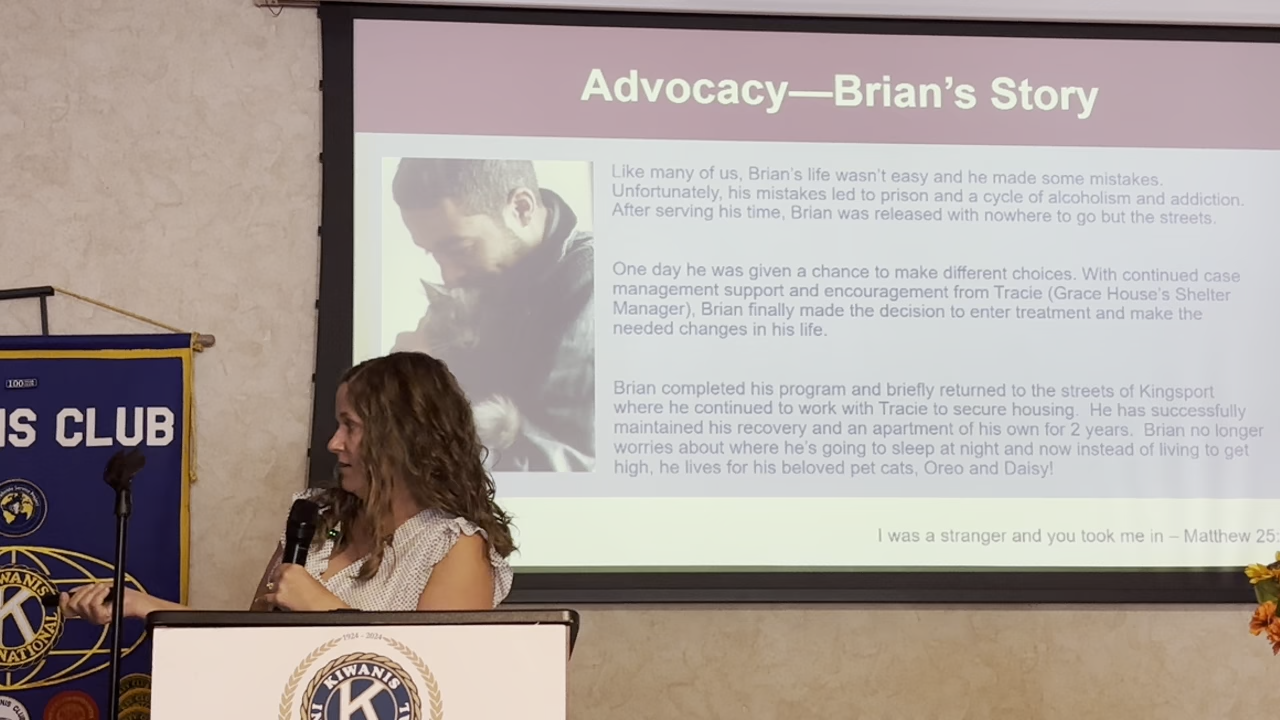 Advocacy—Brian's Story
Like many of us, Brian's life wasn't easy and he made some mistakes.
Unfortunately, his mistakes led to prison and a cycle of alcoholism and addiction.
After serving his time, Brian was released with nowhere to go but the streets.
One day he was given a chance to make different choices. With continued case
management support and encouragement from Tracie (Grace House's Shelter
Manager), Brian finally made the decision to enter treatment and make the
needed changes in his life.
Brian completed his program and briefly returned to the streets of Kingsport
where he continued to work with Tracie to secure housing.  He has successfully
maintained his recovery and an apartment of his own for 2 years.  Brian no longer
worries about where he's going to sleep at night and now instead of living to get
high, he lives for his beloved pet cats, Oreo and Daisy!
I was a stranger and you took me in – Matthew 25:
100
IS CLUB
WANIS
K
NATIONAL
1924 - 2024
KIWANIS
K